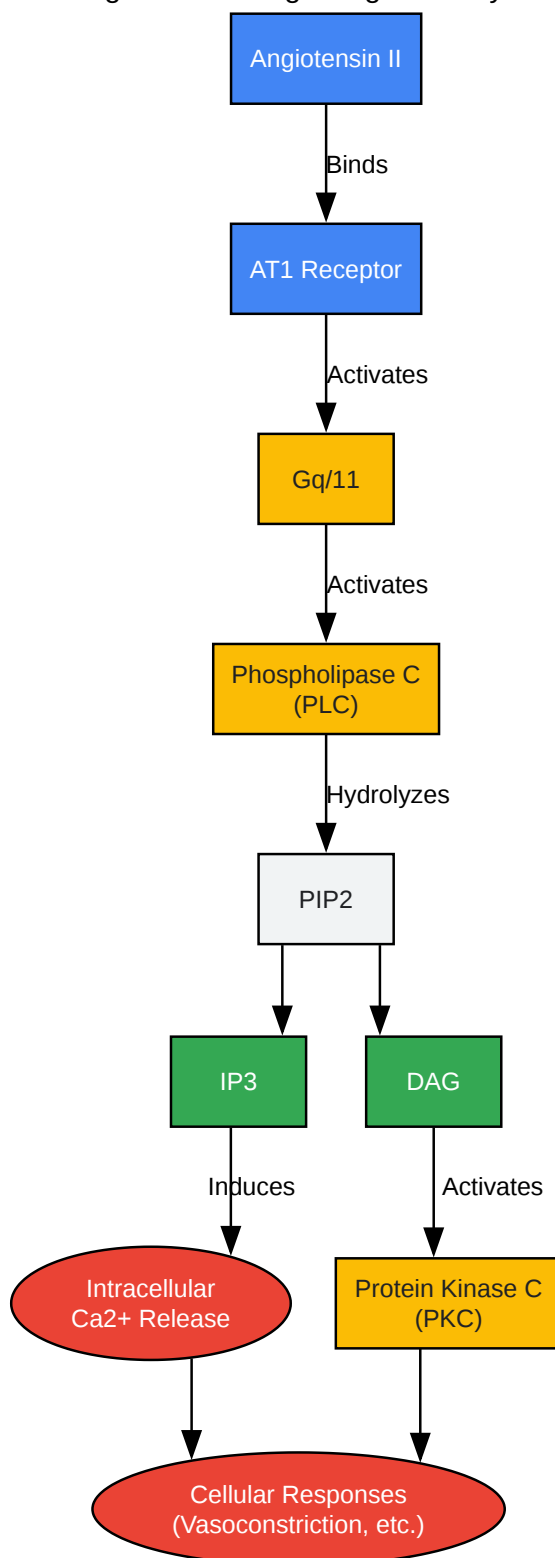 Angiotensin II
Binds
AT1 Receptor
Activates
Gq/11
Activates
Phospholipase C
(PLC)
Hydrolyzes
PIP2
IP3
DAG
Induces
Activates
Intracellular
Ca2+ Release
Protein Kinase C
(PKC)
Cellular Responses
(Vasoconstriction, etc.)